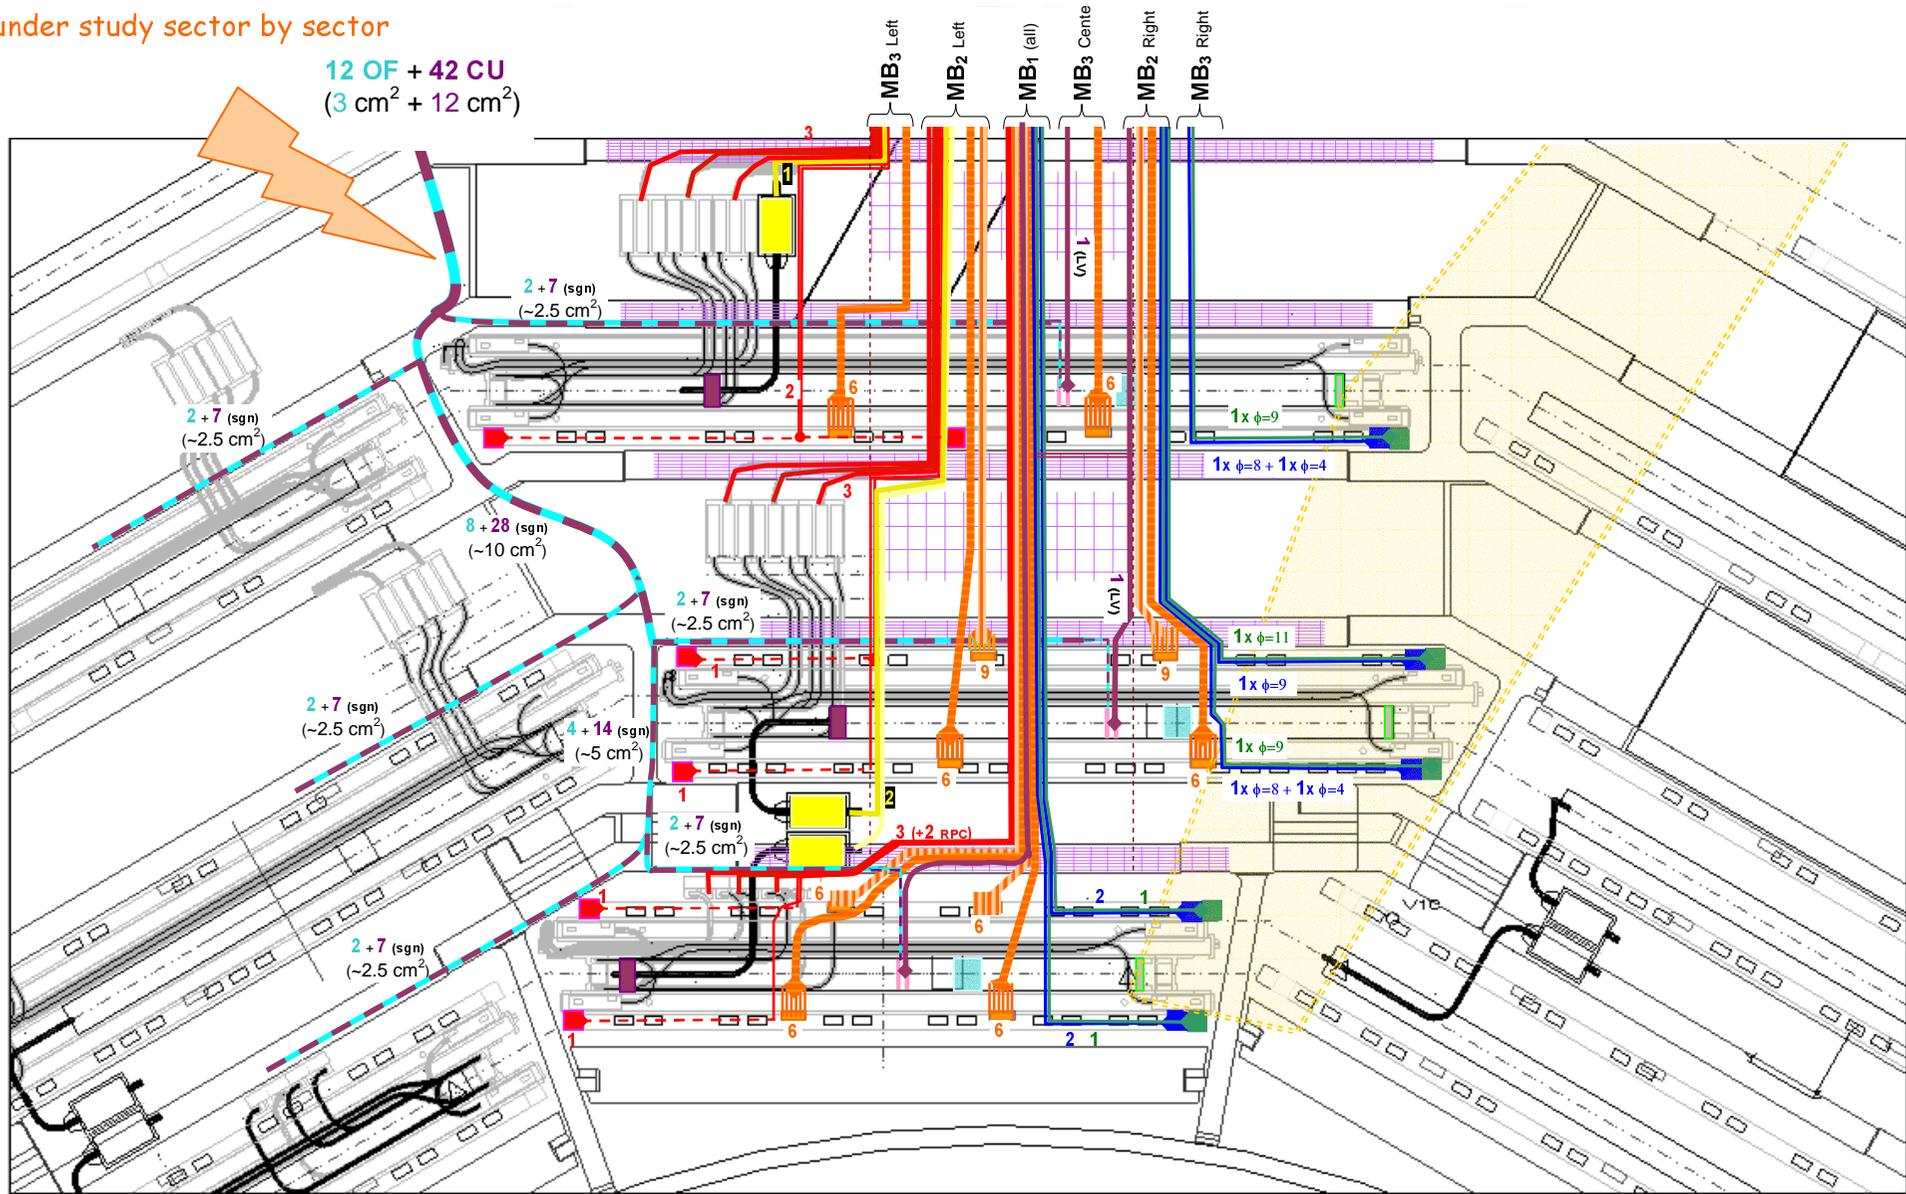 under study sector by sector
12 OF + 42 CU
(3 cm² + 12 cm²)
MB3 Left
MB2 Left
MB1 (all)
MB3 Cente
MB2 Right
MB3 Right
3
1
1 (LV)
2 + 7 (sgn)
(~2.5 cm²)
2
6
6
1x ϕ=9
2 + 7 (sgn)
(~2.5 cm²)
1x ϕ=8 + 1x ϕ=4
3
8 + 28 (sgn)
(~10 cm²)
1 (LV)
2 + 7 (sgn)
(~2.5 cm²)
1x ϕ=11
1
9
9
1x ϕ=9
2 + 7 (sgn)
(~2.5 cm²)
4 + 14 (sgn)
(~5 cm²)
1x ϕ=9
6
6
1x ϕ=8 + 1x ϕ=4
1
2
2 + 7 (sgn)
(~2.5 cm²)
3 (+2 RPC)
1
6
6
2
1
2 + 7 (sgn)
(~2.5 cm²)
1
6
6
2
1